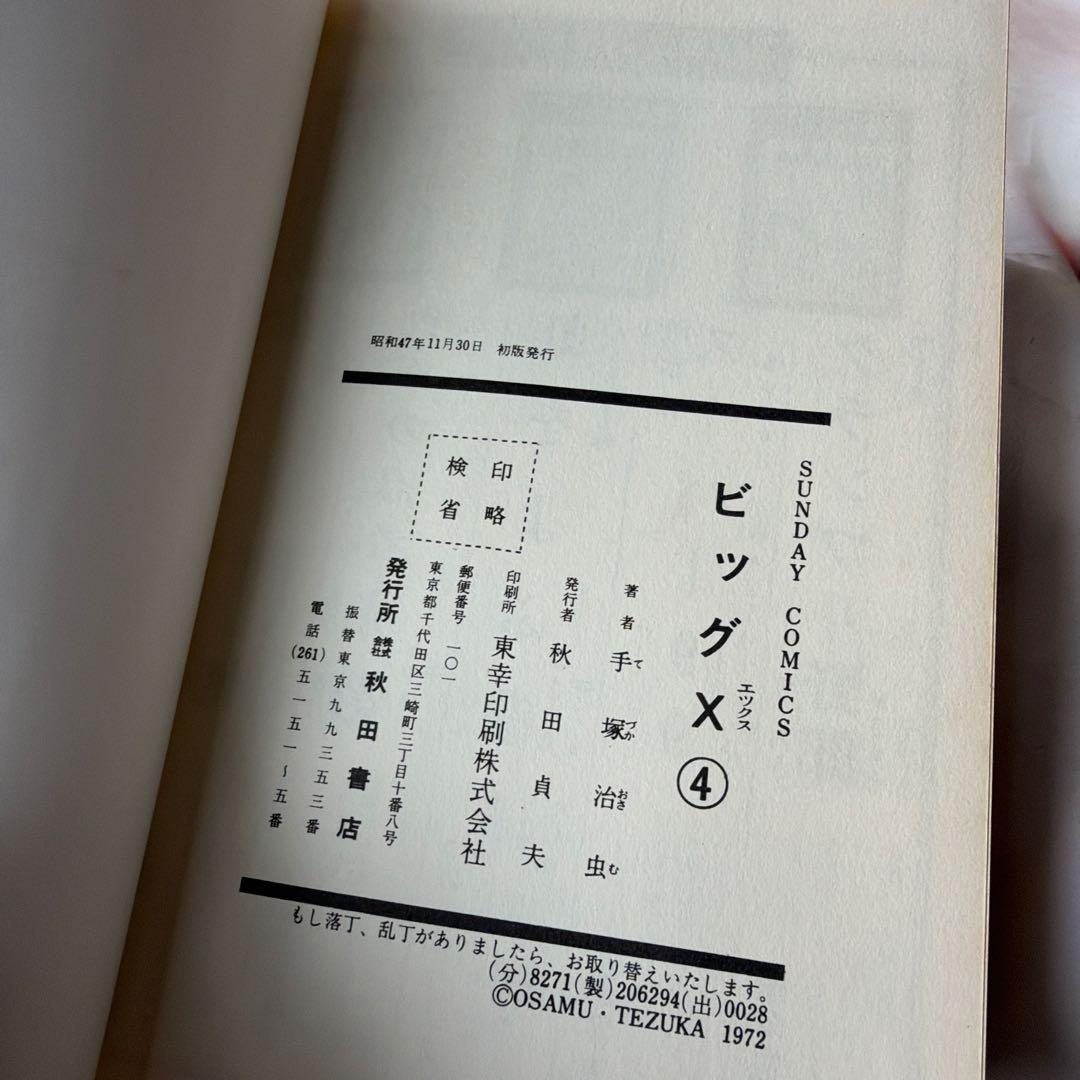 昭和47年11月30日 初版発行
SUNDAY COMICS
ビッグX④
エックス
著者 手塚治虫
てづかおさむ
発行者 秋田貞夫
印刷所 東幸印刷株式会社
郵便番号 一〇一
東京都千代田区三崎町三丁目十番八号
発行所 株式会社 秋田書店
振替東京九九三五三番
電話(261)五一五一~五番
検印省略
もし落丁、乱丁がありましたら、お取り替えいたします。
(分)8271(製)206294(出)0028
©OSAMU・TEZUKA 1972